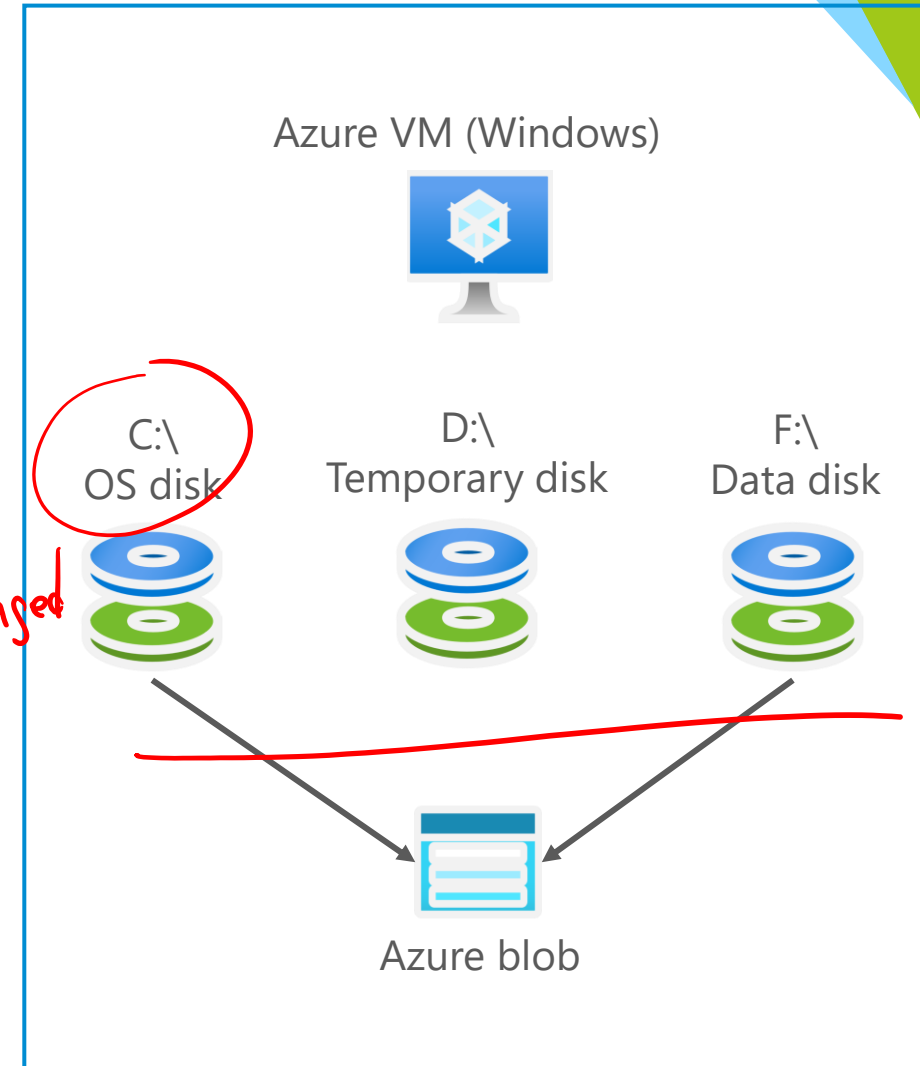 Azure VM (Windows)
C:\
OS disk
D:\
Temporary disk
F:\
Data disk
Azure blob